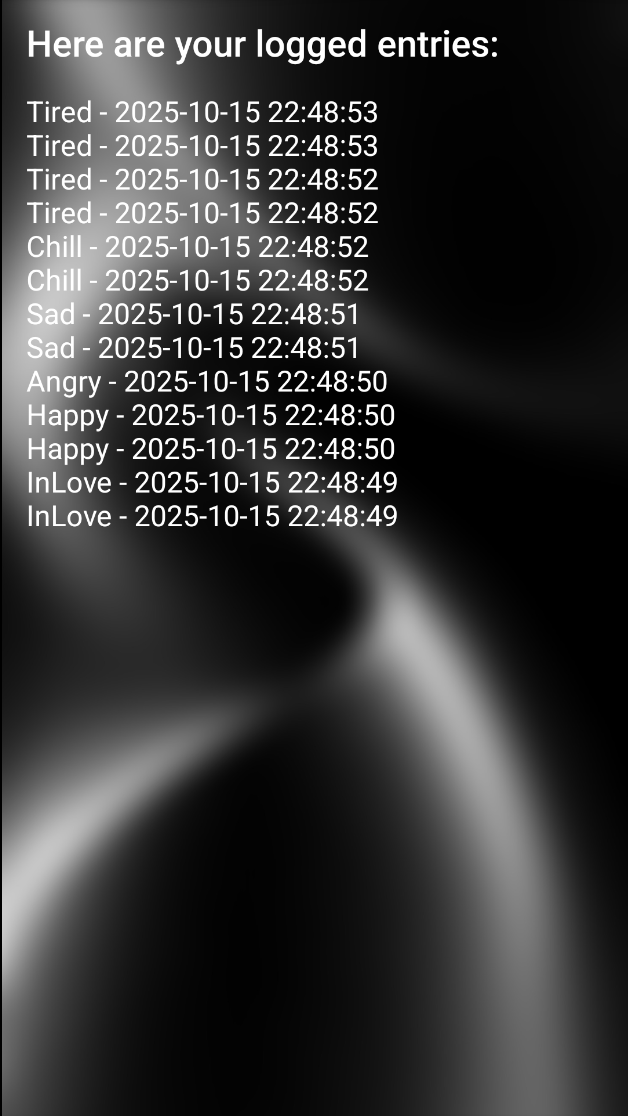 Here are your logged entries:
Tired - 2025-10-15 22:48:53
Tired - 2025-10-15 22:48:53
Tired - 2025-10-15 22:48:52
Tired - 2025-10-15 22:48:52
Chill - 2025-10-15 22:48:52
Chill - 2025-10-15 22:48:52
Sad - 2025-10-15 22:48:51
Sad - 2025-10-15 22:48:51
Angry - 2025-10-15 22:48:50
Happy - 2025-10-15 22:48:50
Happy - 2025-10-15 22:48:50
InLove - 2025-10-15 22:48:49
InLove - 2025-10-15 22:48:49